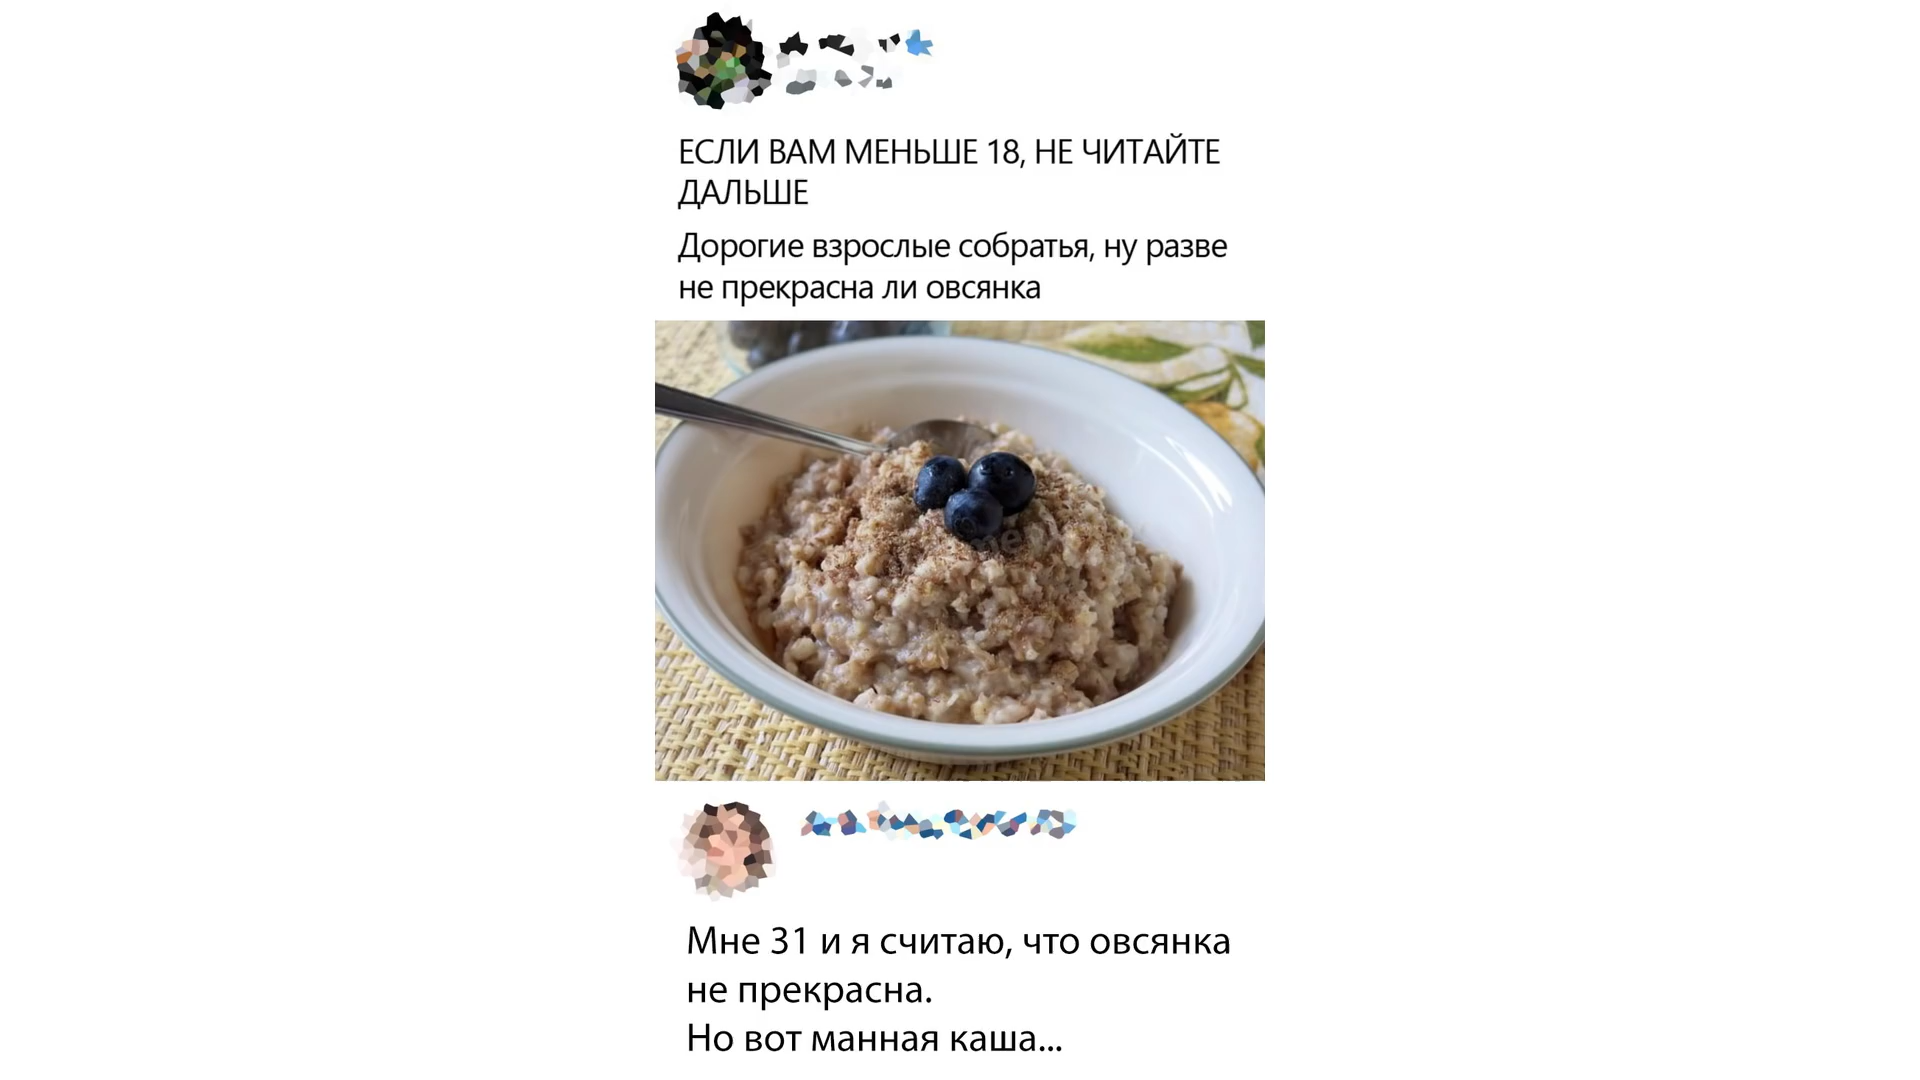 ЕСЛИ ВАМ МЕНЬШЕ 18, НЕ ЧИТАЙТЕ
ДАЛЬШЕ
Дорогие взрослые собратья, ну разве
не прекрасна ли овсянка
Мне 31 и я считаю, что овсянка
не прекрасна.
Но вот манная каша...